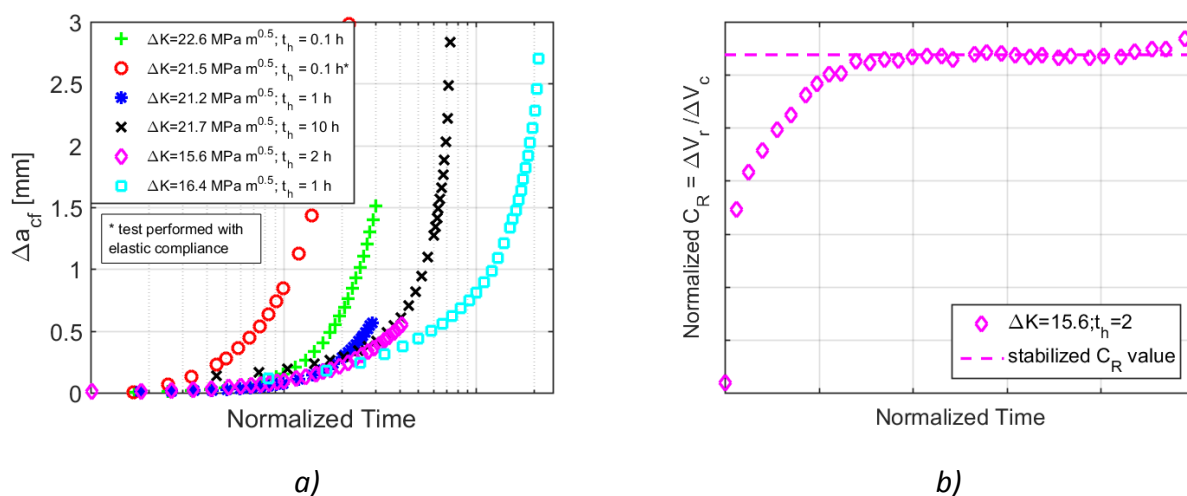 3
2.5
2
1.5
1
0.5
0
Δa_cf [mm]
ΔK=22.6 MPa m^0.5; t_h = 0.1 h
ΔK=21.5 MPa m^0.5; t_h = 0.1 h*
ΔK=21.2 MPa m^0.5; t_h = 1 h
ΔK=21.7 MPa m^0.5; t_h = 10 h
ΔK=15.6 MPa m^0.5; t_h = 2 h
ΔK=16.4 MPa m^0.5; t_h = 1 h
* test performed with
elastic compliance
Normalized Time
a)
Normalized C_R = ΔV_r /ΔV_c
ΔK=15.6;t_h=2
stabilized C_R value
Normalized Time
b)